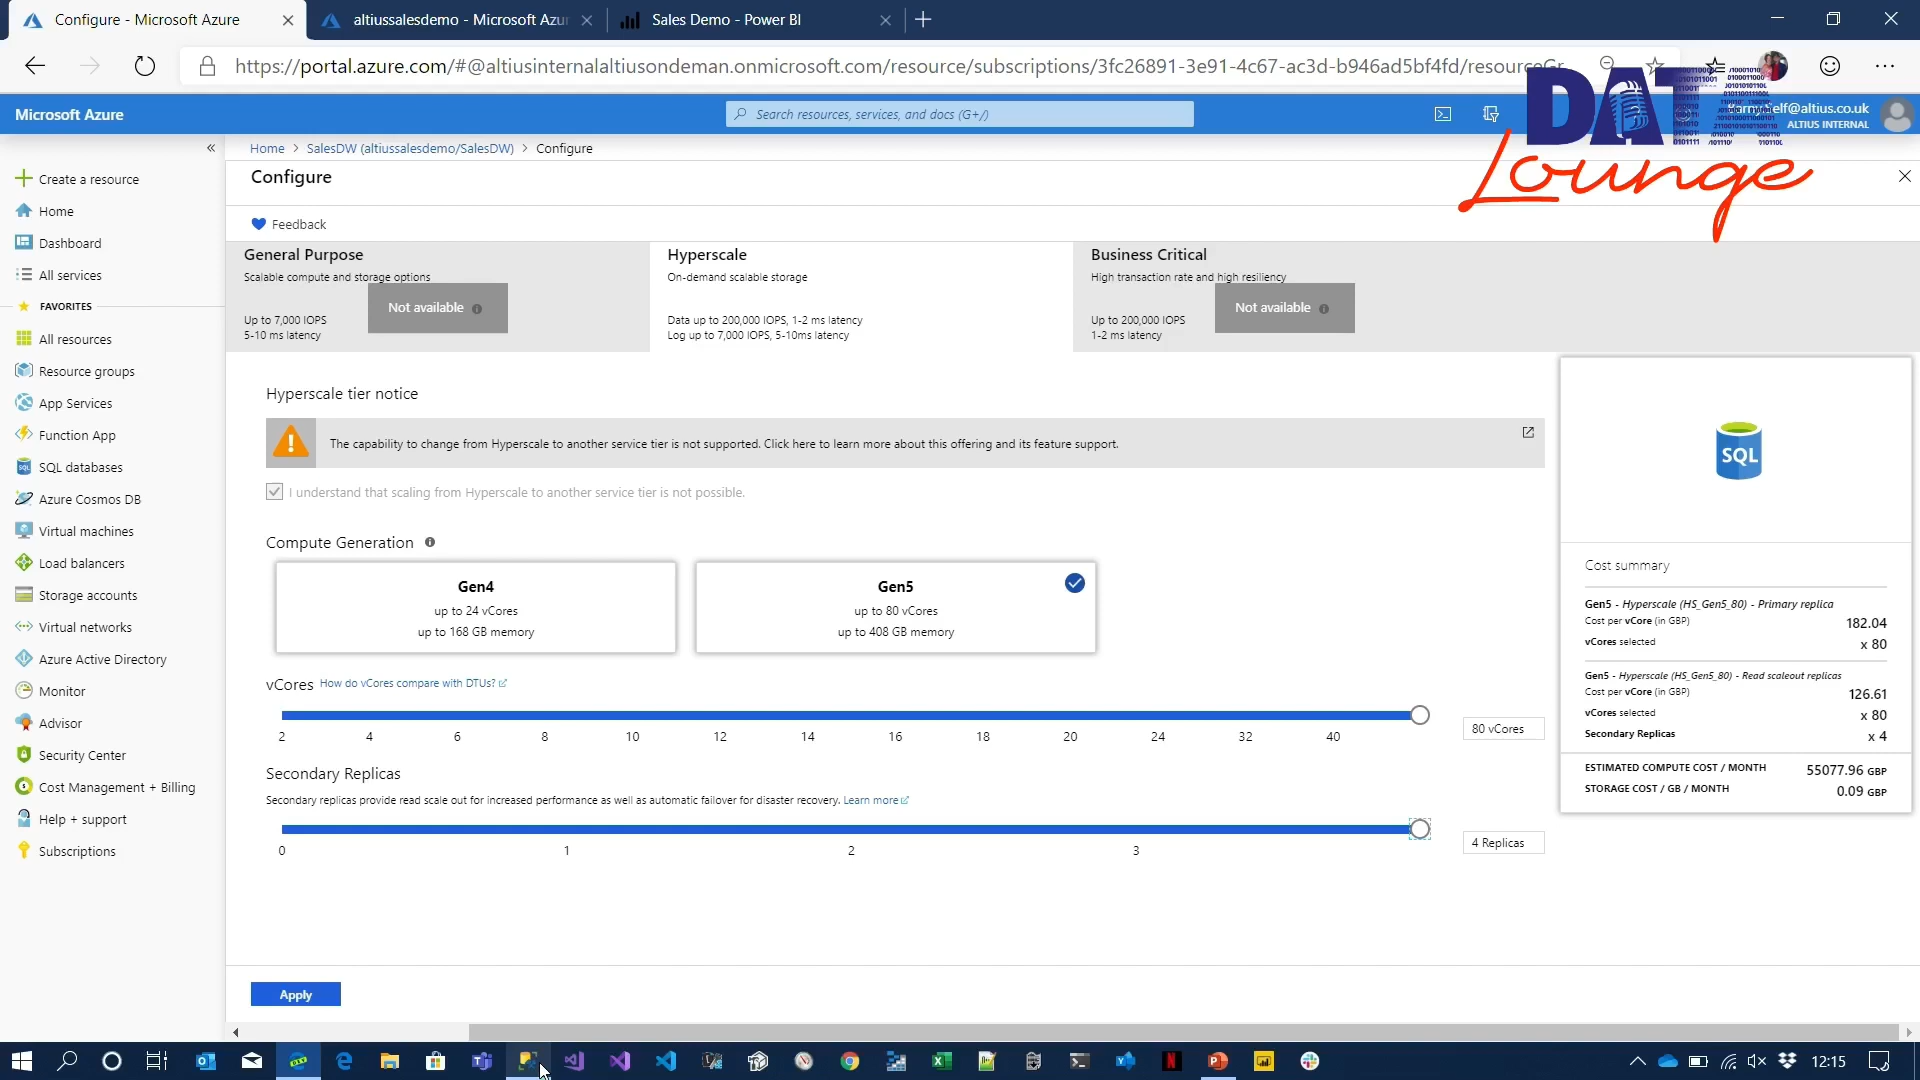 Configure - Microsoft Azure
altiussalesdemo - Microsoft Azur
Sales Demo - Power BI
https://portal.azure.com/#@altiusinternalaltiusondeman.onmicrosoft.com/resource/subscriptions/3fc26891-3e91-4c67-ac3d-b946ad5bf4fd/resourceGr
Microsoft Azure
Search resources, services, and docs (G+/)
elf@altius.co.uk
ALTIUS INTERNAL
DAT
Lounge
Home > SalesDW (altiussalesdemo/SalesDW) > Configure
Configure
Feedback
Create a resource
Home
Dashboard
All services
FAVORITES
All resources
Resource groups
App Services
Function App
SQL databases
Azure Cosmos DB
Virtual machines
Load balancers
Storage accounts
Virtual networks
Azure Active Directory
Monitor
Advisor
Security Center
Cost Management + Billing
Help + support
Subscriptions
General Purpose
Scalable compute and storage options
Not available
Up to 7,000 IOPS
5-10 ms latency
Hyperscale
On-demand scalable storage
Data up to 200,000 IOPS, 1-2 ms latency
Log up to 7,000 IOPS, 5-10ms latency
Business Critical
High transaction rate and high resiliency
Not available
Up to 200,000 IOPS
1-2 ms latency
Hyperscale tier notice
The capability to change from Hyperscale to another service tier is not supported. Click here to learn more about this offering and its feature support.
I understand that scaling from Hyperscale to another service tier is not possible.
Compute Generation
Gen4
up to 24 vCores
up to 168 GB memory
Gen5
up to 80 vCores
up to 408 GB memory
vCores How do vCores compare with DTUs?
2 4 6 8 10 12 14 16 18 20 24 32 40
80 vCores
Secondary Replicas
Secondary replicas provide read scale out for increased performance as well as automatic failover for disaster recovery. Learn more
0 1 2 3
4 Replicas
Apply
SQL
Cost summary
Gen5 - Hyperscale (HS_Gen5_80) - Primary replica
Cost per vCore (in GBP) 182.04
vCores selected x 80
Gen5 - Hyperscale (HS_Gen5_80) - Read scaleout replicas
Cost per vCore (in GBP) 126.61
vCores selected x 80
Secondary Replicas x 4
ESTIMATED COMPUTE COST / MONTH 55077.96 GBP
STORAGE COST / GB / MONTH 0.09 GBP
12:15